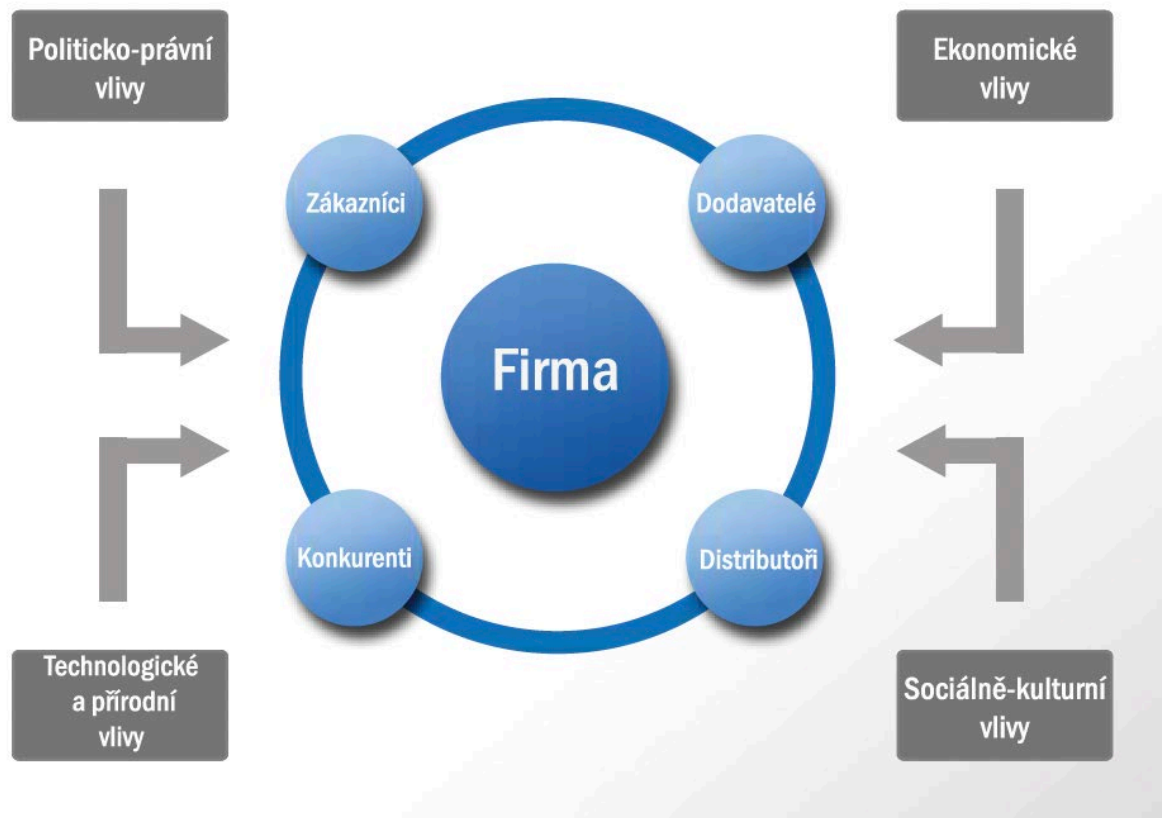 Politicko-právní
vlivy
Ekonomické
vlivy
Zákazníci
Dodavatelé
Firma
Konkurenti
Distributoři
Technologické
a přírodní
vlivy
Sociálně-kulturní
vlivy